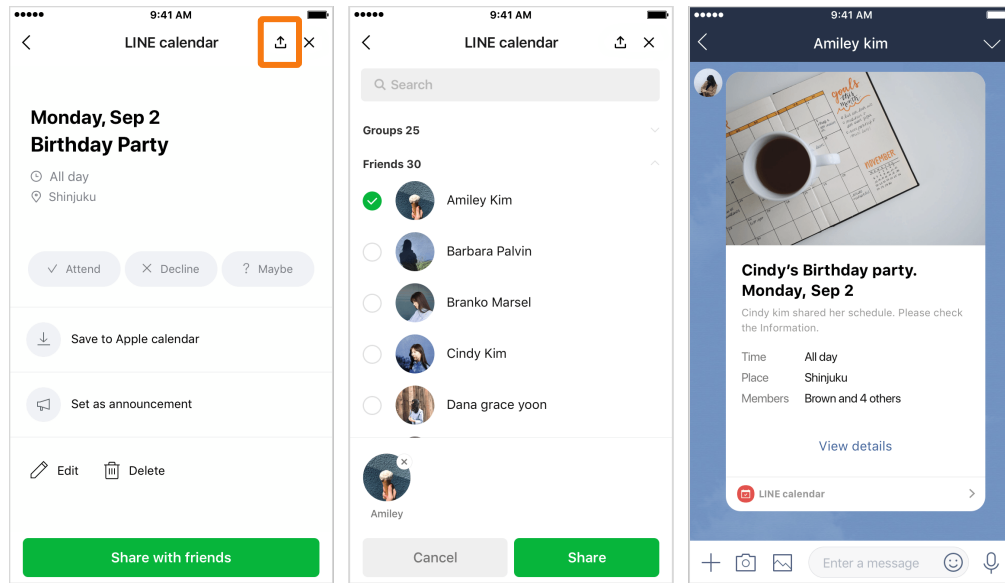 9:41 AM
LINE calendar
Monday, Sep 2
Birthday Party
All day
Shinjuku
Attend
Decline
? Maybe
Save to Apple calendar
Set as announcement
Edit
Delete
Share with friends
9:41 AM
LINE calendar
Search
Groups 25
Friends 30
Amiley Kim
Barbara Palvin
Branko Marsel
Cindy Kim
Dana grace yoon
Amiley
Cancel
Share
9:41 AM
Amiley kim
goals
NOVEMBER
Cindy's Birthday party.
Monday, Sep 2
Cindy kim shared her schedule. Please check
the Information.
Time All day
Place Shinjuku
Members Brown and 4 others
View details
LINE calendar
Enter a message